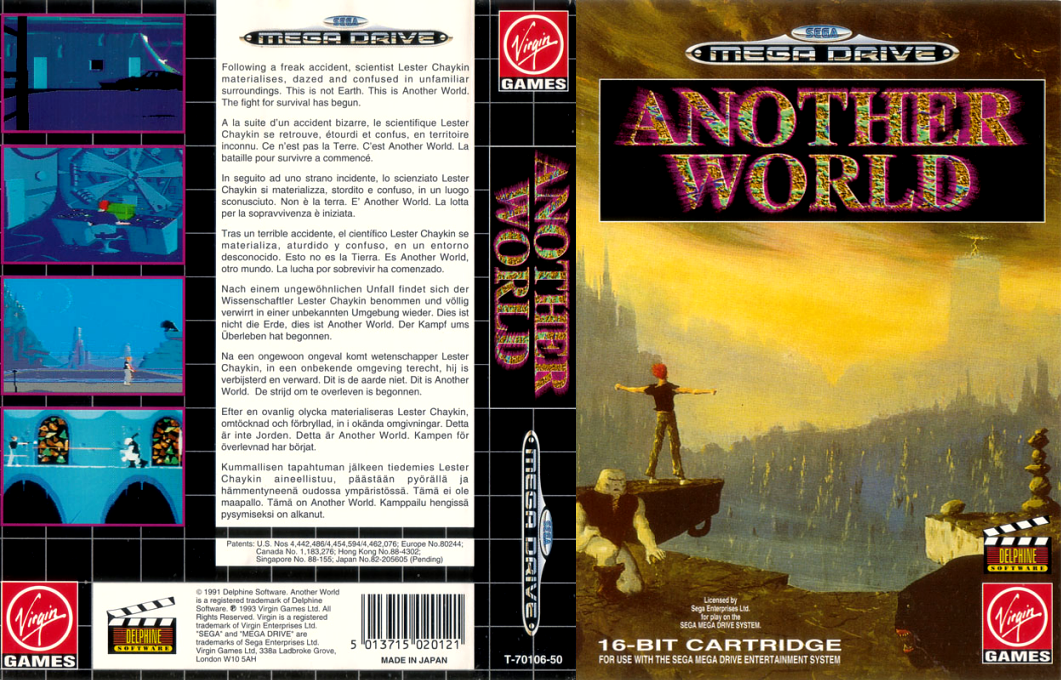 SEGA
MEGA DRIVE
Following a freak accident, scientist Lester Chaykin
materialises, dazed and confused in unfamiliar
surroundings. This is not Earth. This is Another World.
The fight for survival has begun.
A la suite d'un accident bizarre, le scientifique Lester
Chaykin se retrouve, étourdi et confus, en territoire
inconnu. Ce n'est pas la Terre. C'est Another World. La
bataille pour survivre a commencé.
In seguito ad uno strano incidente, lo scienziato Lester
Chaykin si materializza, stordito e confuso, in un luogo
sconusciuto. Non è la terra. E' Another World. La lotta
per la sopravvivenza è iniziata.
Tras un terrible accidente, el científico Lester Chaykin se
materializa, aturdido y confuso, en un entorno
desconocido. Esto no es la Tierra. Es Another World,
otro mundo. La lucha por sobrevivir ha comenzado.
Nach einem ungewöhnlichen Unfall findet sich der
Wissenschaftler Lester Chaykin benommen und völlig
verwirrt in einer unbekannten Umgebung wieder. Dies ist
nicht die Erde, dies ist Another World. Der Kampf ums
Überleben hat begonnen.
Na een ongewoon ongeval komt wetenschapper Lester
Chaykin, in een onbekende omgeving terecht, hij is
verbijsterd en verward. Dit is de aarde niet. Dit is Another
World. De strijd om te overleven is begonnen.
Efter en ovanlig olycka materialiseras Lester Chaykin,
omtöcknad och förbryllad, in i okända omgivningar. Detta
är inte Jorden. Detta är Another World. Kampen för
överlevnad har börjat.
Kummallisen tapahtuman jälkeen tiedemies Lester
Chaykin aineellistuu, päästään pyörällä ja
hämmentyneenä oudossa ympäristössä. Tämä ei ole
maapallo. Tämä on Another World. Kamppailu hengissä
pysymiseksi on alkanut.
Patents: U.S. Nos 4,442,486/4,454,594/4,462,076; Europe No.80244;
Canada No. 1,183,276; Hong Kong No.88-4302;
Singapore No. 88-155; Japan No.82-205605 (Pending)
Virgin
GAMES
DELPHINE
SOFTWARE
© 1991 Delphine Software. Another World
is a registered trademark of Delphine
Software. ℗ 1993 Virgin Games Ltd. All
Rights Reserved. Virgin is a registered
trademark of Virgin Enterprises Ltd.
"SEGA" and "MEGA DRIVE" are
trademarks of Sega Enterprises Ltd.
Virgin Games Ltd, 338a Ladbroke Grove,
London W10 5AH
5 013715 020121
MADE IN JAPAN
Virgin
GAMES
ANOTHER
WORLD
SEGA
MEGA DRIVE
T-70106-50
SEGA
MEGA DRIVE
ANOTHER
WORLD
DELPHINE
SOFTWARE
Licensed by
Sega Enterprises Ltd.
for play on the
SEGA MEGA DRIVE SYSTEM.
16-BIT CARTRIDGE
FOR USE WITH THE SEGA MEGA DRIVE ENTERTAINMENT SYSTEM
Virgin
GAMES